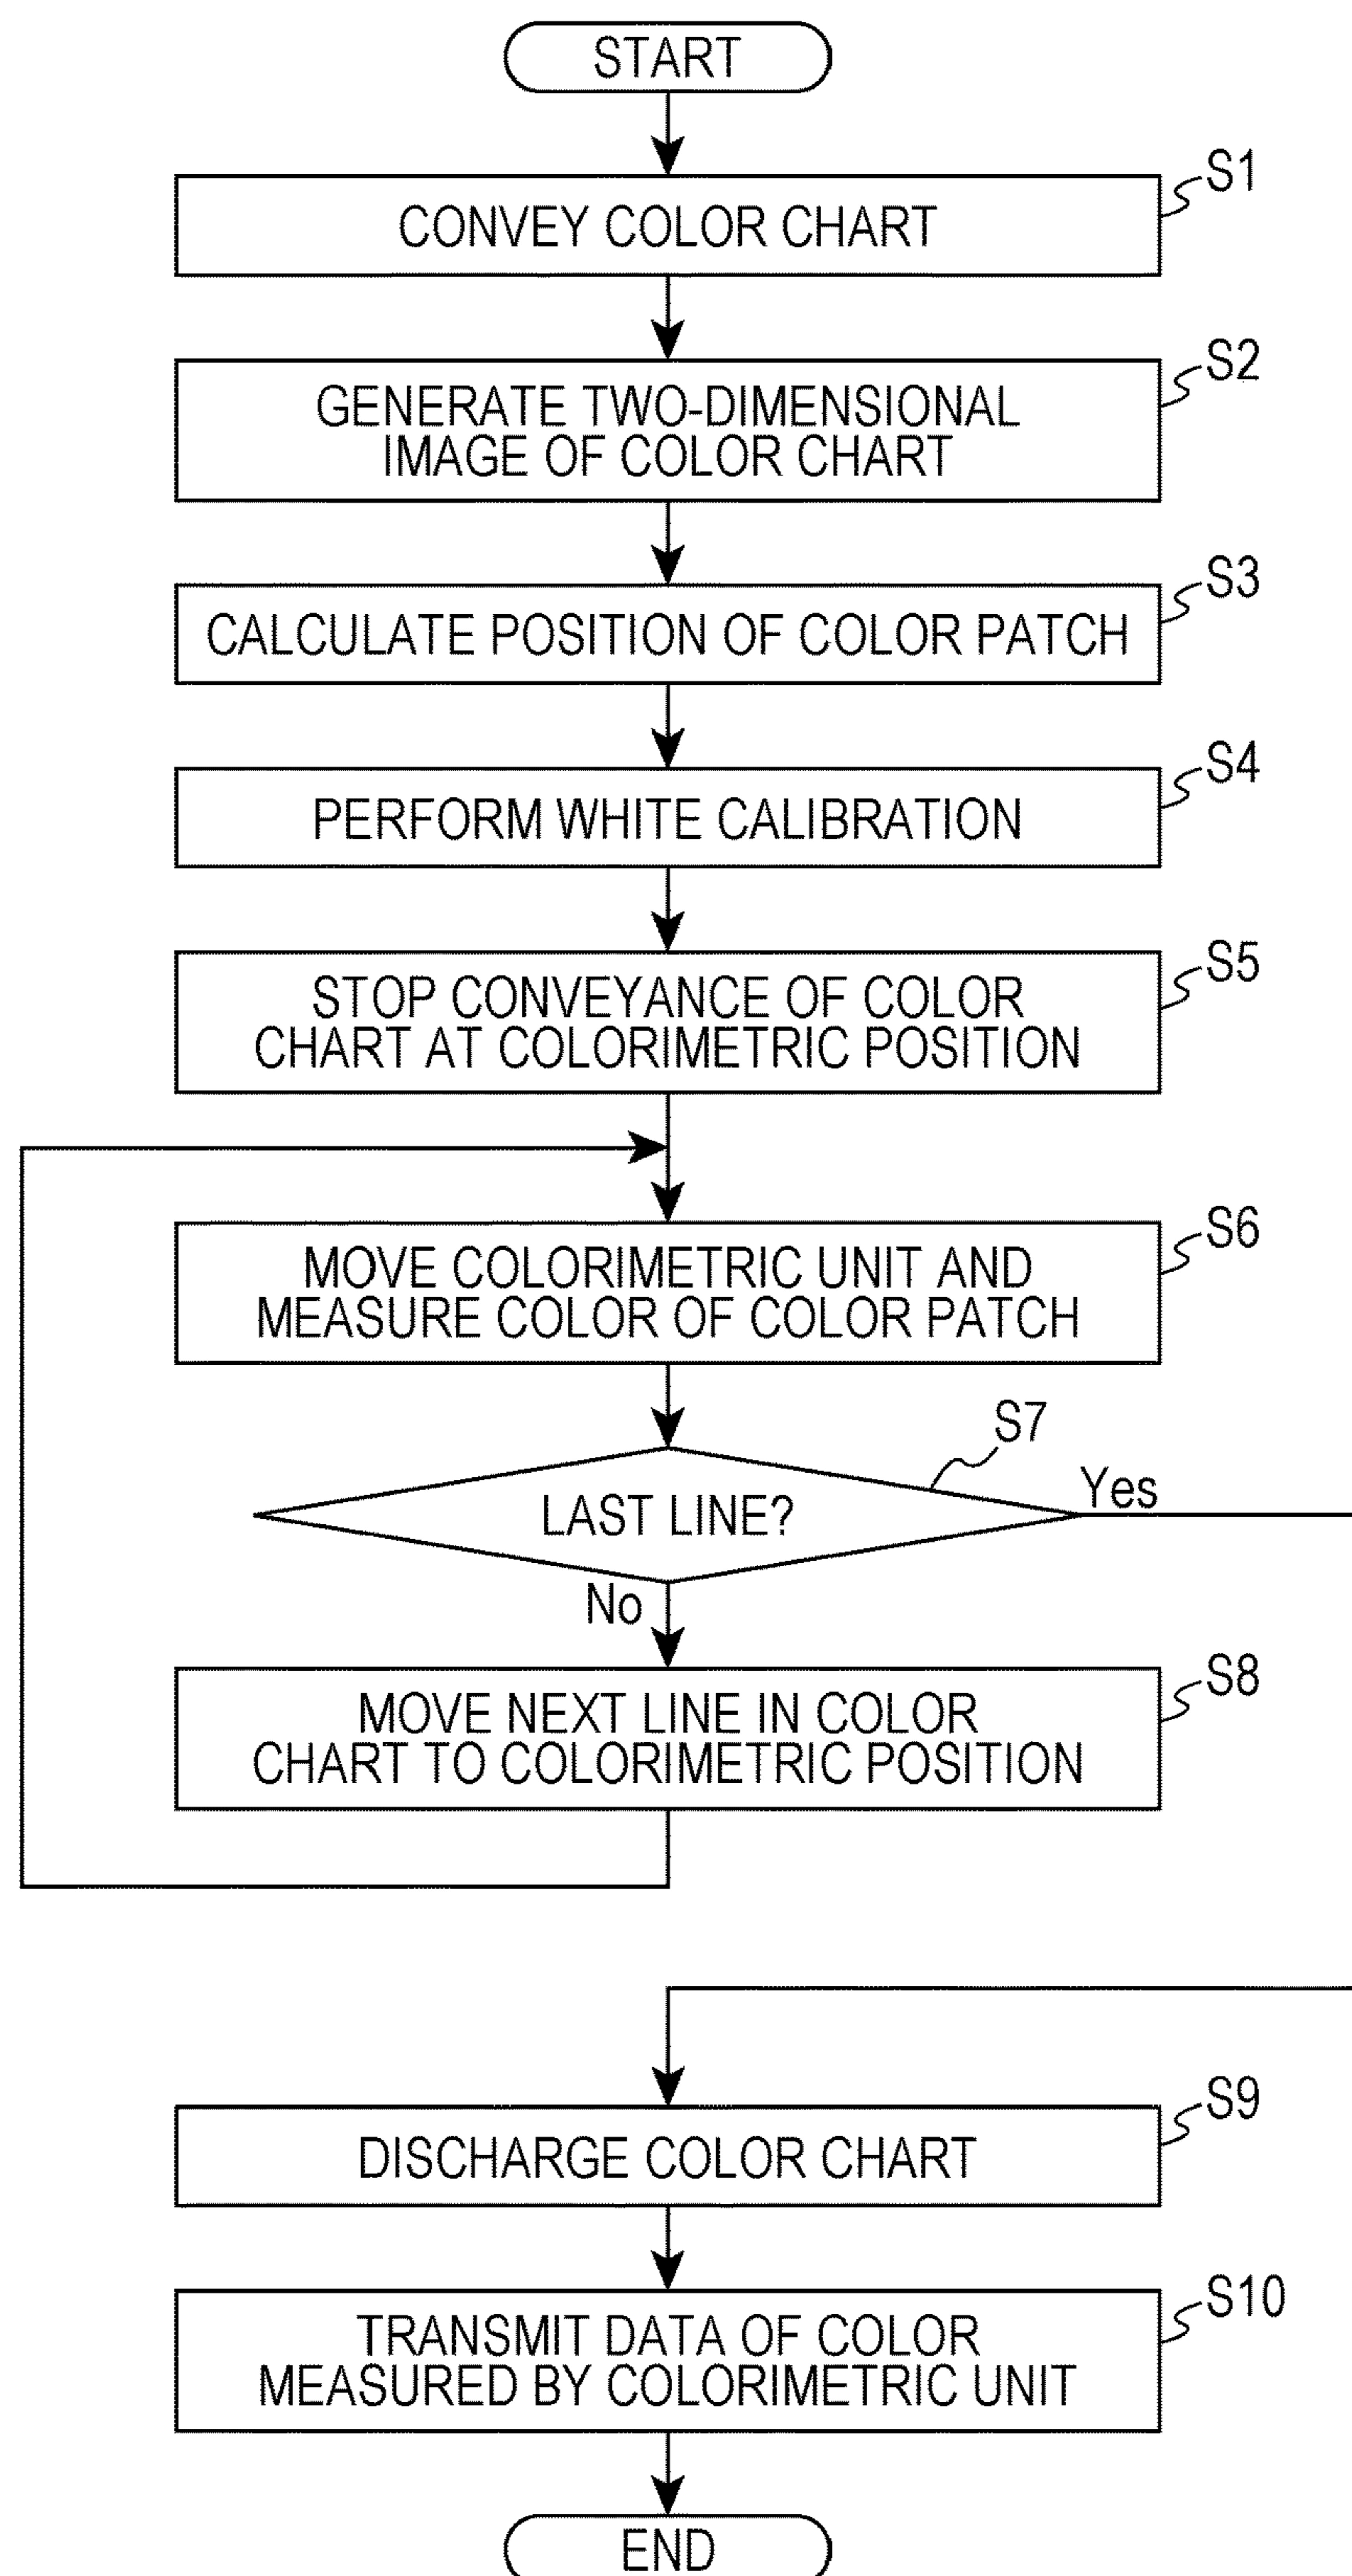 START
S1
CONVEY COLOR CHART
S2
GENERATE TWO-DIMENSIONAL
IMAGE OF COLOR CHART
S3
CALCULATE POSITION OF COLOR PATCH
S4
PERFORM WHITE CALIBRATION
S5
STOP CONVEYANCE OF COLOR
CHART AT COLORIMETRIC POSITION
S6
MOVE COLORIMETRIC UNIT AND
MEASURE COLOR OF COLOR PATCH
S7
LAST LINE?
Yes
No
S8
MOVE NEXT LINE IN COLOR
CHART TO COLORIMETRIC POSITION
S9
DISCHARGE COLOR CHART
S10
TRANSMIT DATA OF COLOR
MEASURED BY COLORIMETRIC UNIT
END